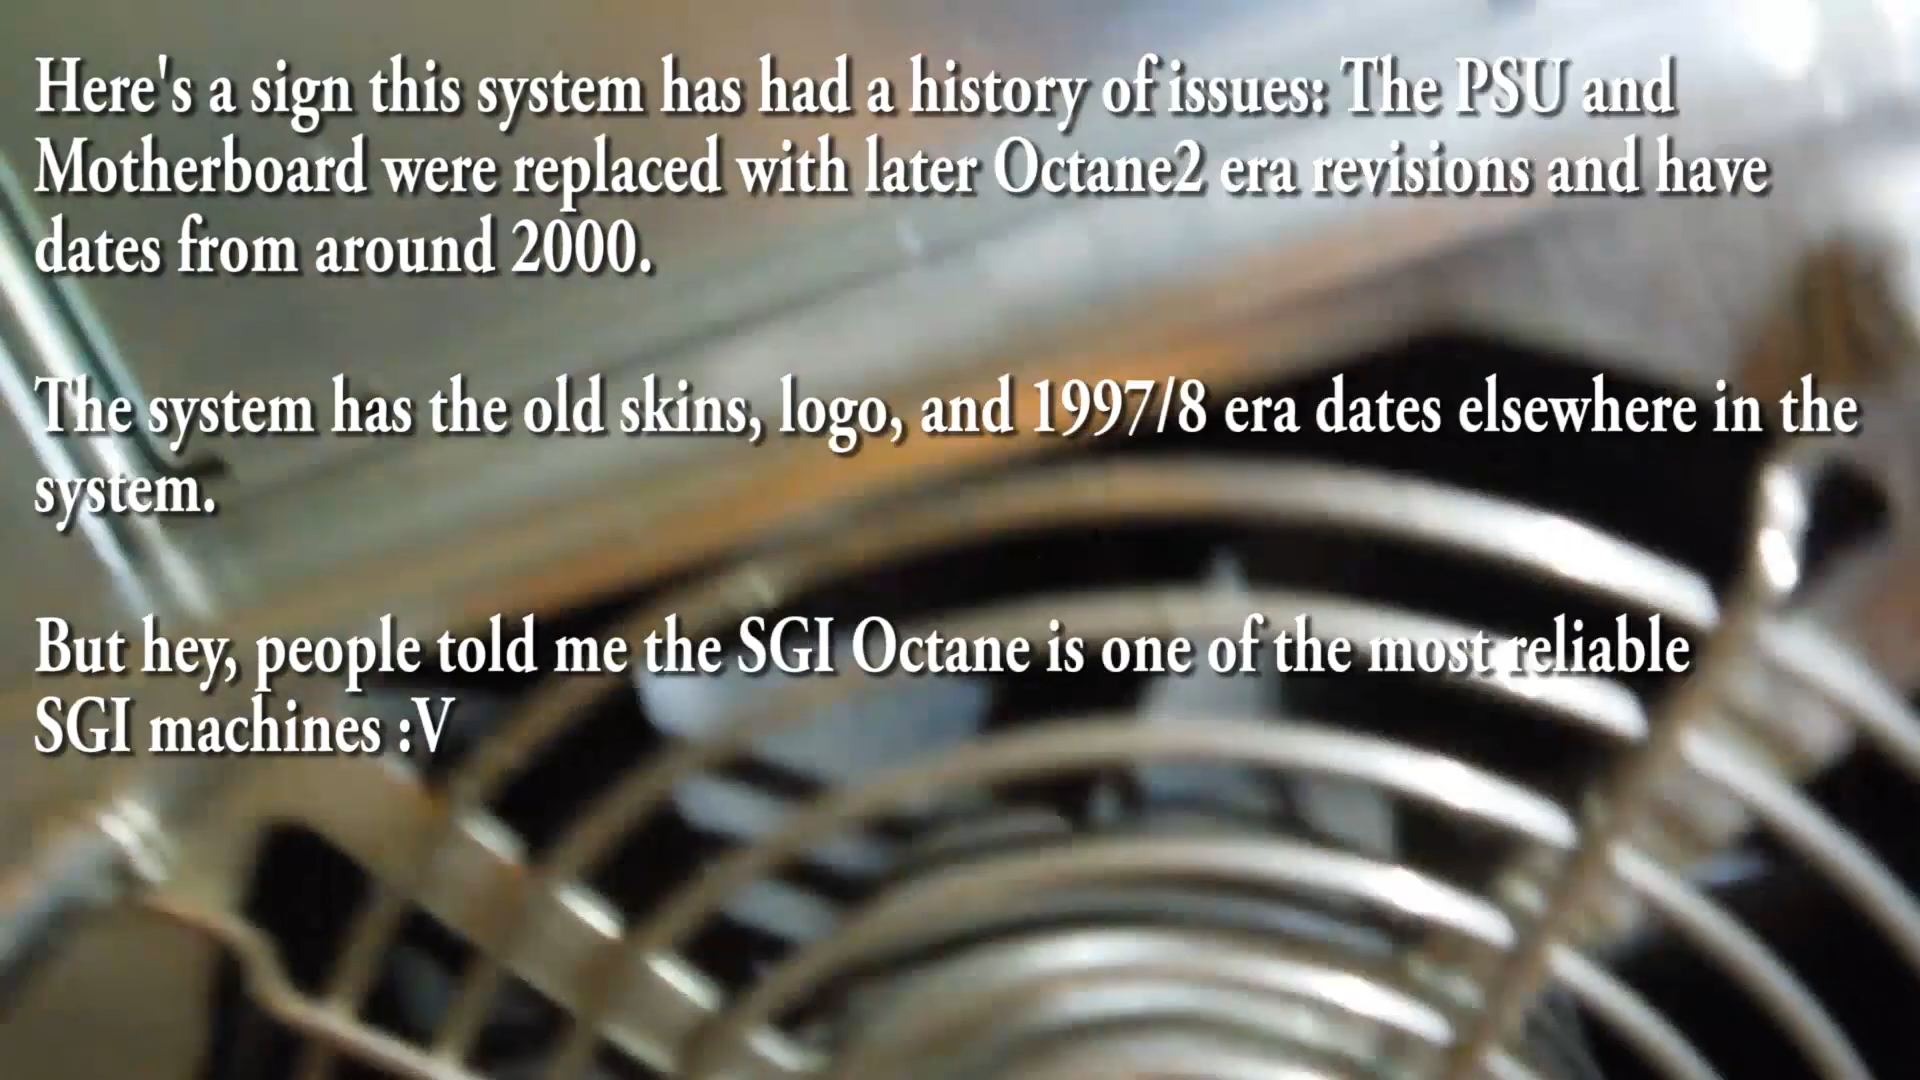 Here's a sign this system has had a history of issues: The PSU and
Motherboard were replaced with later Octane2 era revisions and have
dates from around 2000.
The system has the old skins, logo, and 1997/8 era dates elsewhere in the
system.
But hey, people told me the SGI Octane is one of the most reliable
SGI machines :V